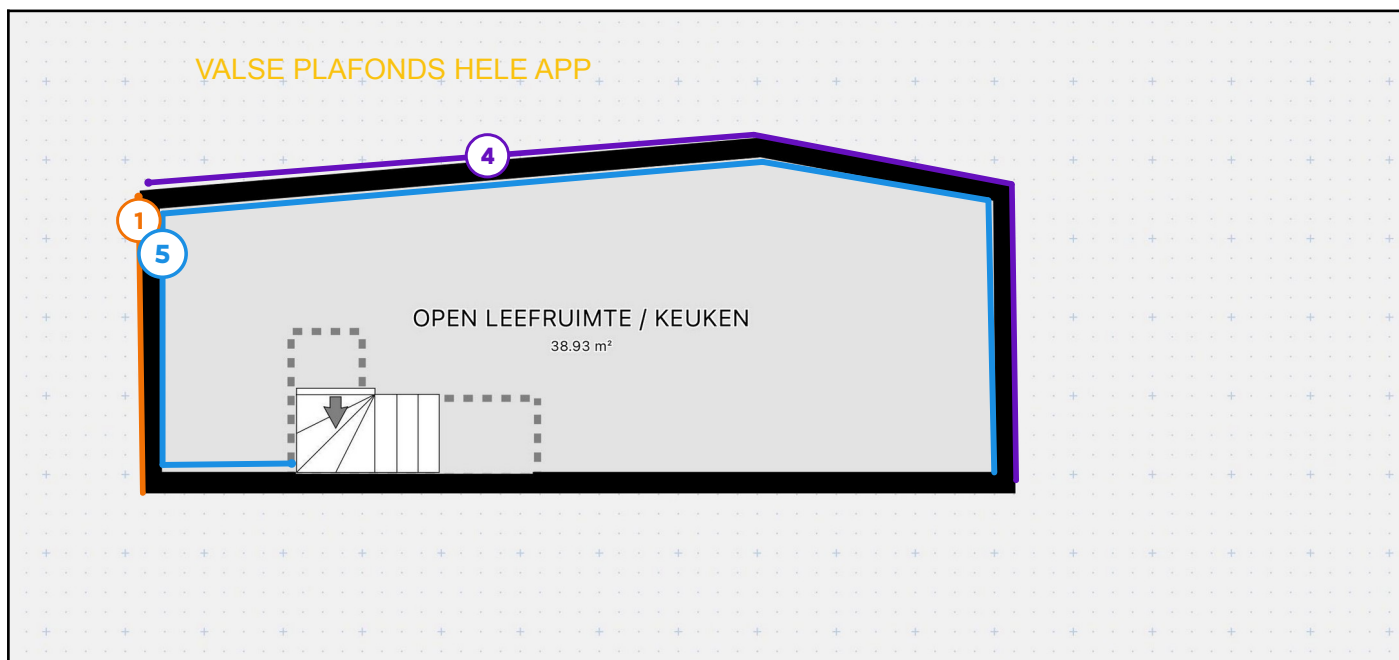 VALSE PLAFONDS HELE APP
4
1
5
OPEN LEEFRUIMTE / KEUKEN
38.93 m²